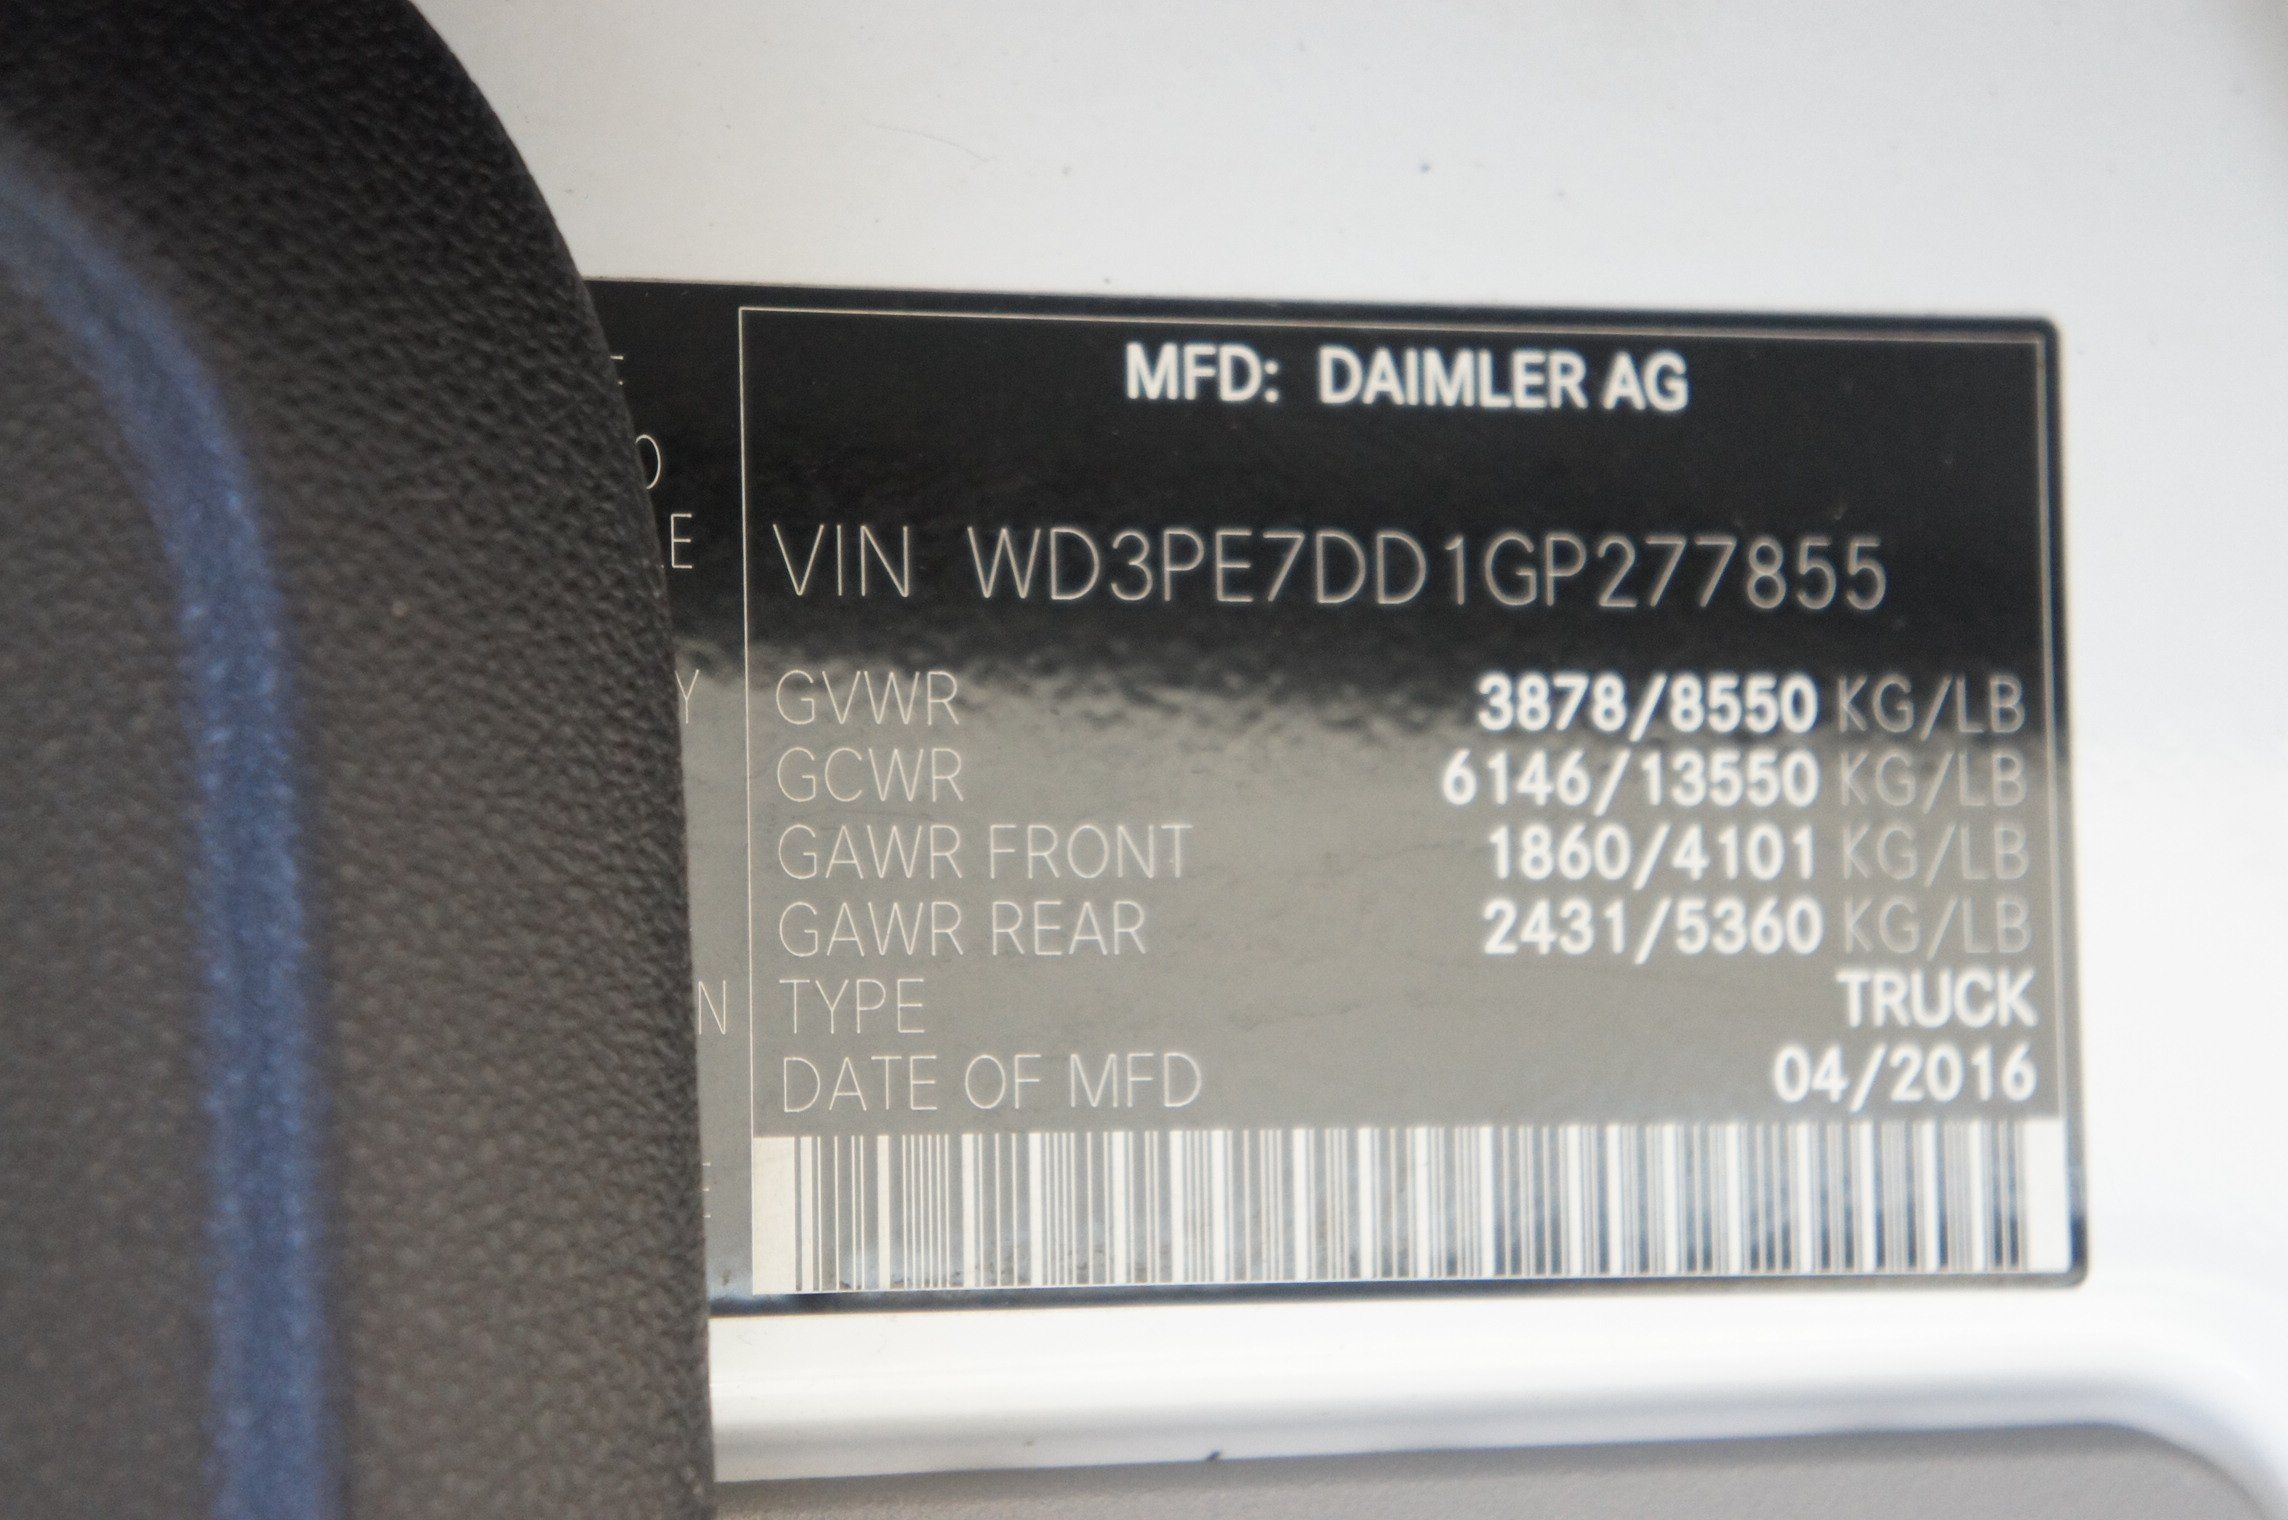 MFD: DAIMLER AG
VIN WD3PE7DD1GP277855
GVWR 3878/8550 KG/LB
GCWR 6146/13550 KG/LB
GAWR FRONT 1860/4101 KG/LB
GAWR REAR 2431/5360 KG/LB
TYPE TRUCK
DATE OF MFD 04/2016